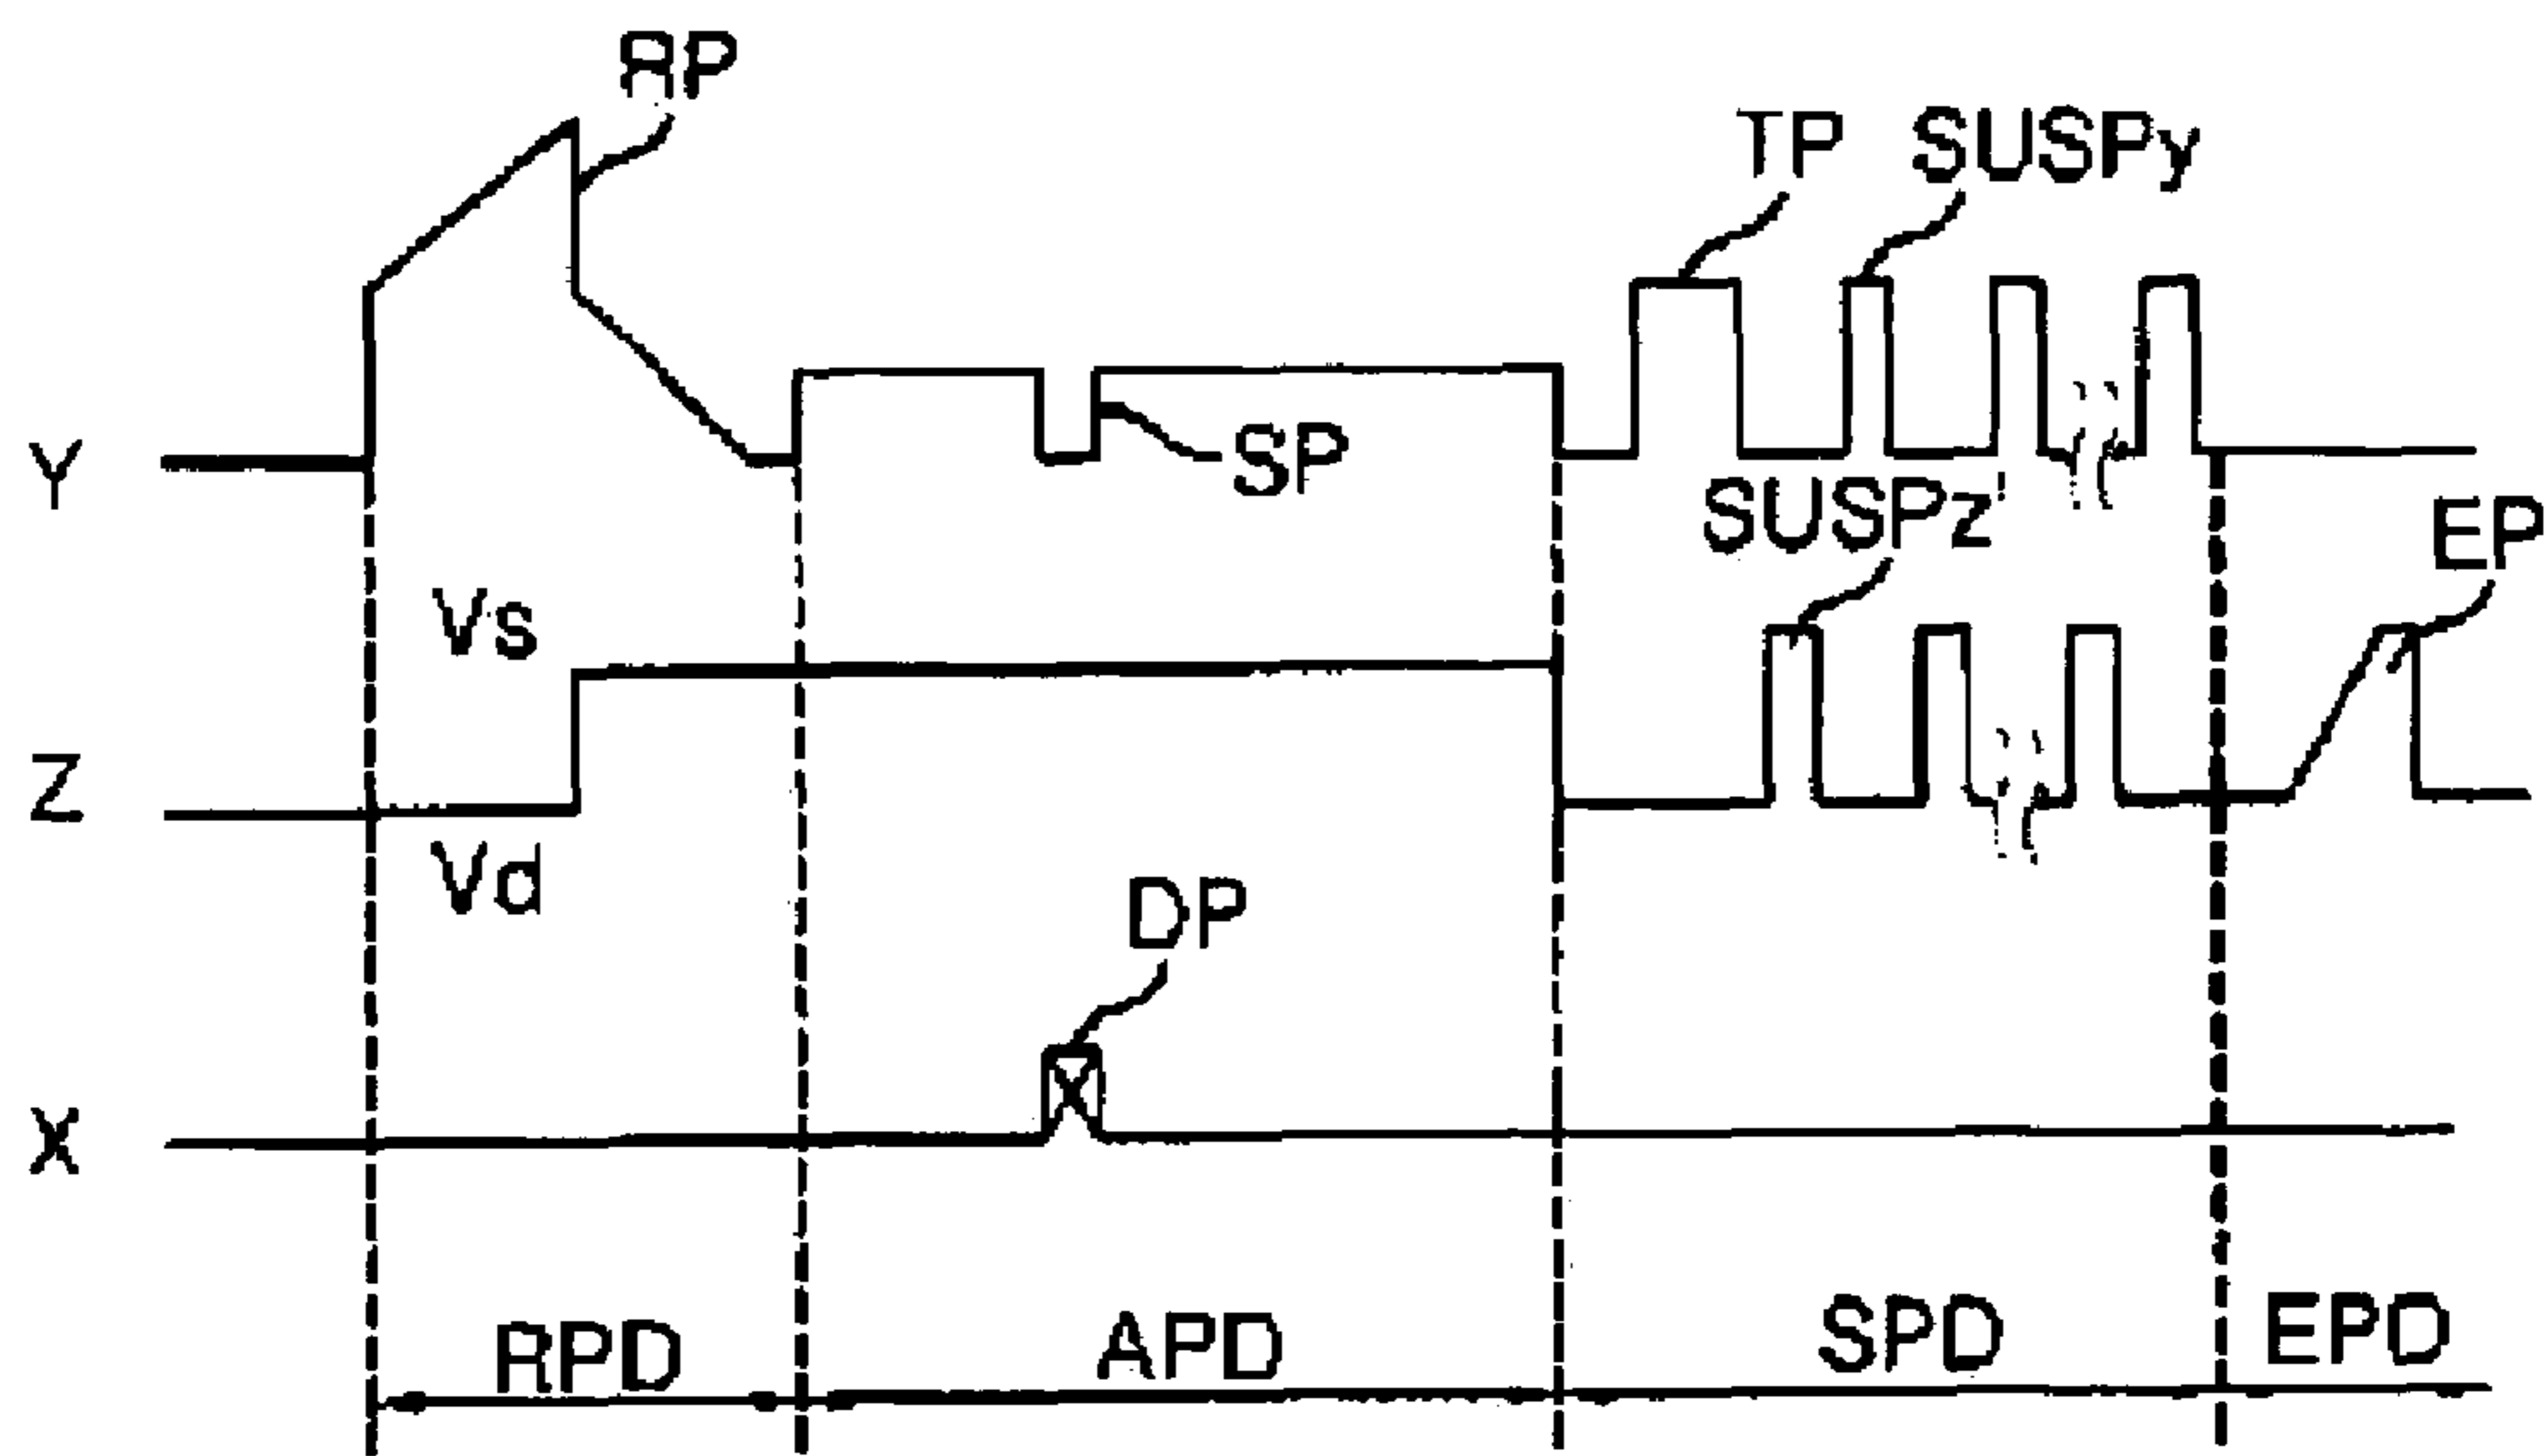 RP
TP SUSPy
Y
SP
SUSPz'
EP
Vs
Z
Vd
DP
X
RPD APD SPD EPD